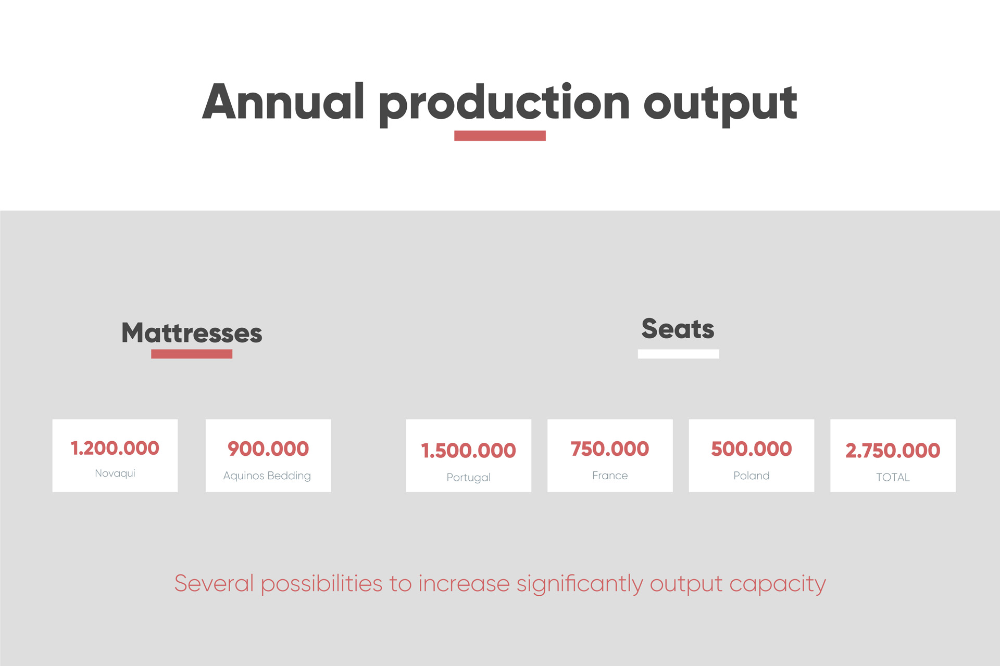 Annual production output
Mattresses
1.200.000
Novaqui
900.000
Aquinos Bedding
Seats
1.500.000
Portugal
750.000
France
500.000
Poland
2.750.000
TOTAL
Several possibilities to increase significantly output capacity